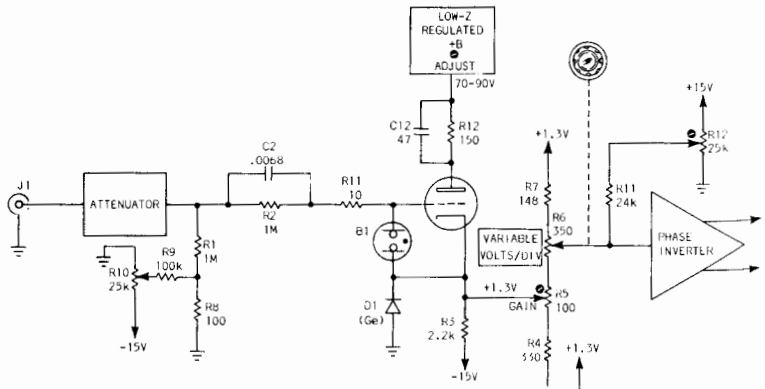 LOW-Z
REGULATED
+B
ADJUST
70-90V
C12
47
R12
150
+1.3V
+15V
R12
25k
C2
.0068
R11
10
R7
148
R11
24k
J1
ATTENUATOR
R2
1M
B1
R6
350
VARIABLE
VOLTS/DIV
PHASE
INVERTER
R1
1M
R9
100k
R10
25k
R8
100
D1
(Ge)
+1.3V
GAIN
R5
100
R3
2.2k
R4
330
-15V
-15V
+1.3V